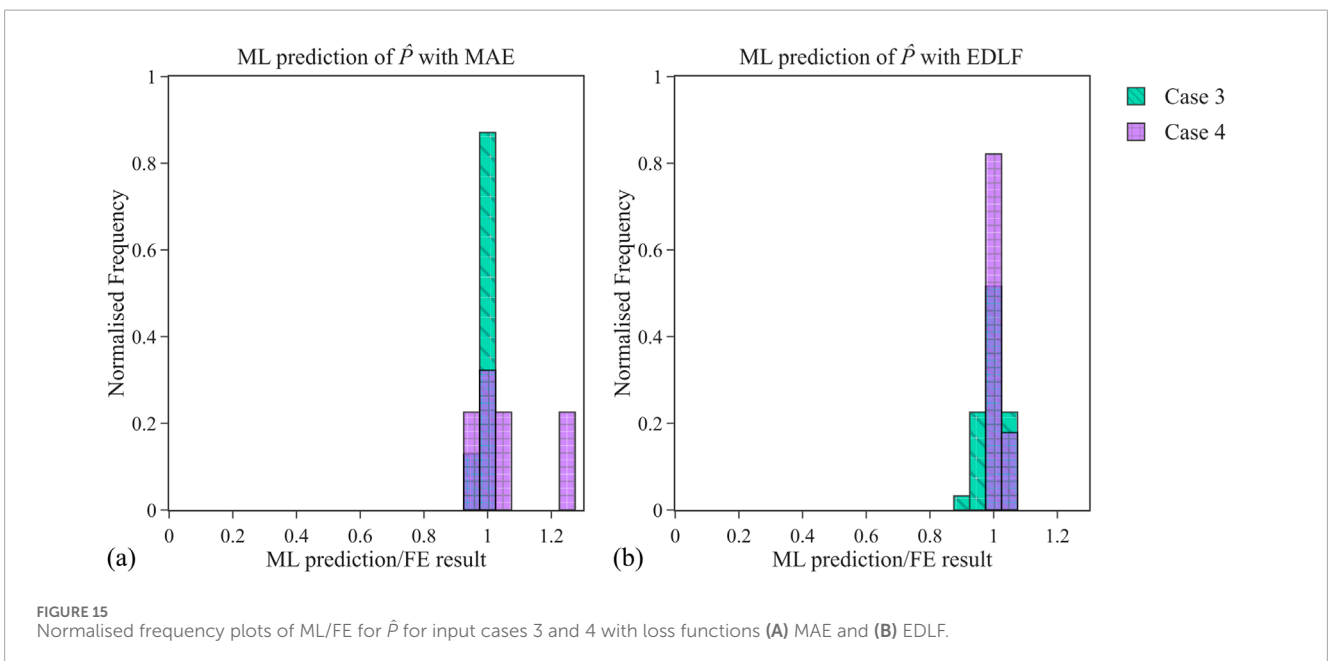 ML prediction of P̂ with MAE
1
0.8
0.6
0.4
0.2
0
Normalised Frequency
0 0.2 0.4 0.6 0.8 1 1.2
ML prediction/FE result
(a)
ML prediction of P̂ with EDLF
1
0.8
0.6
0.4
0.2
0
Normalised Frequency
0 0.2 0.4 0.6 0.8 1 1.2
ML prediction/FE result
(b)
Case 3
Case 4
FIGURE 15
Normalised frequency plots of ML/FE for P̂ for input cases 3 and 4 with loss functions (A) MAE and (B) EDLF.